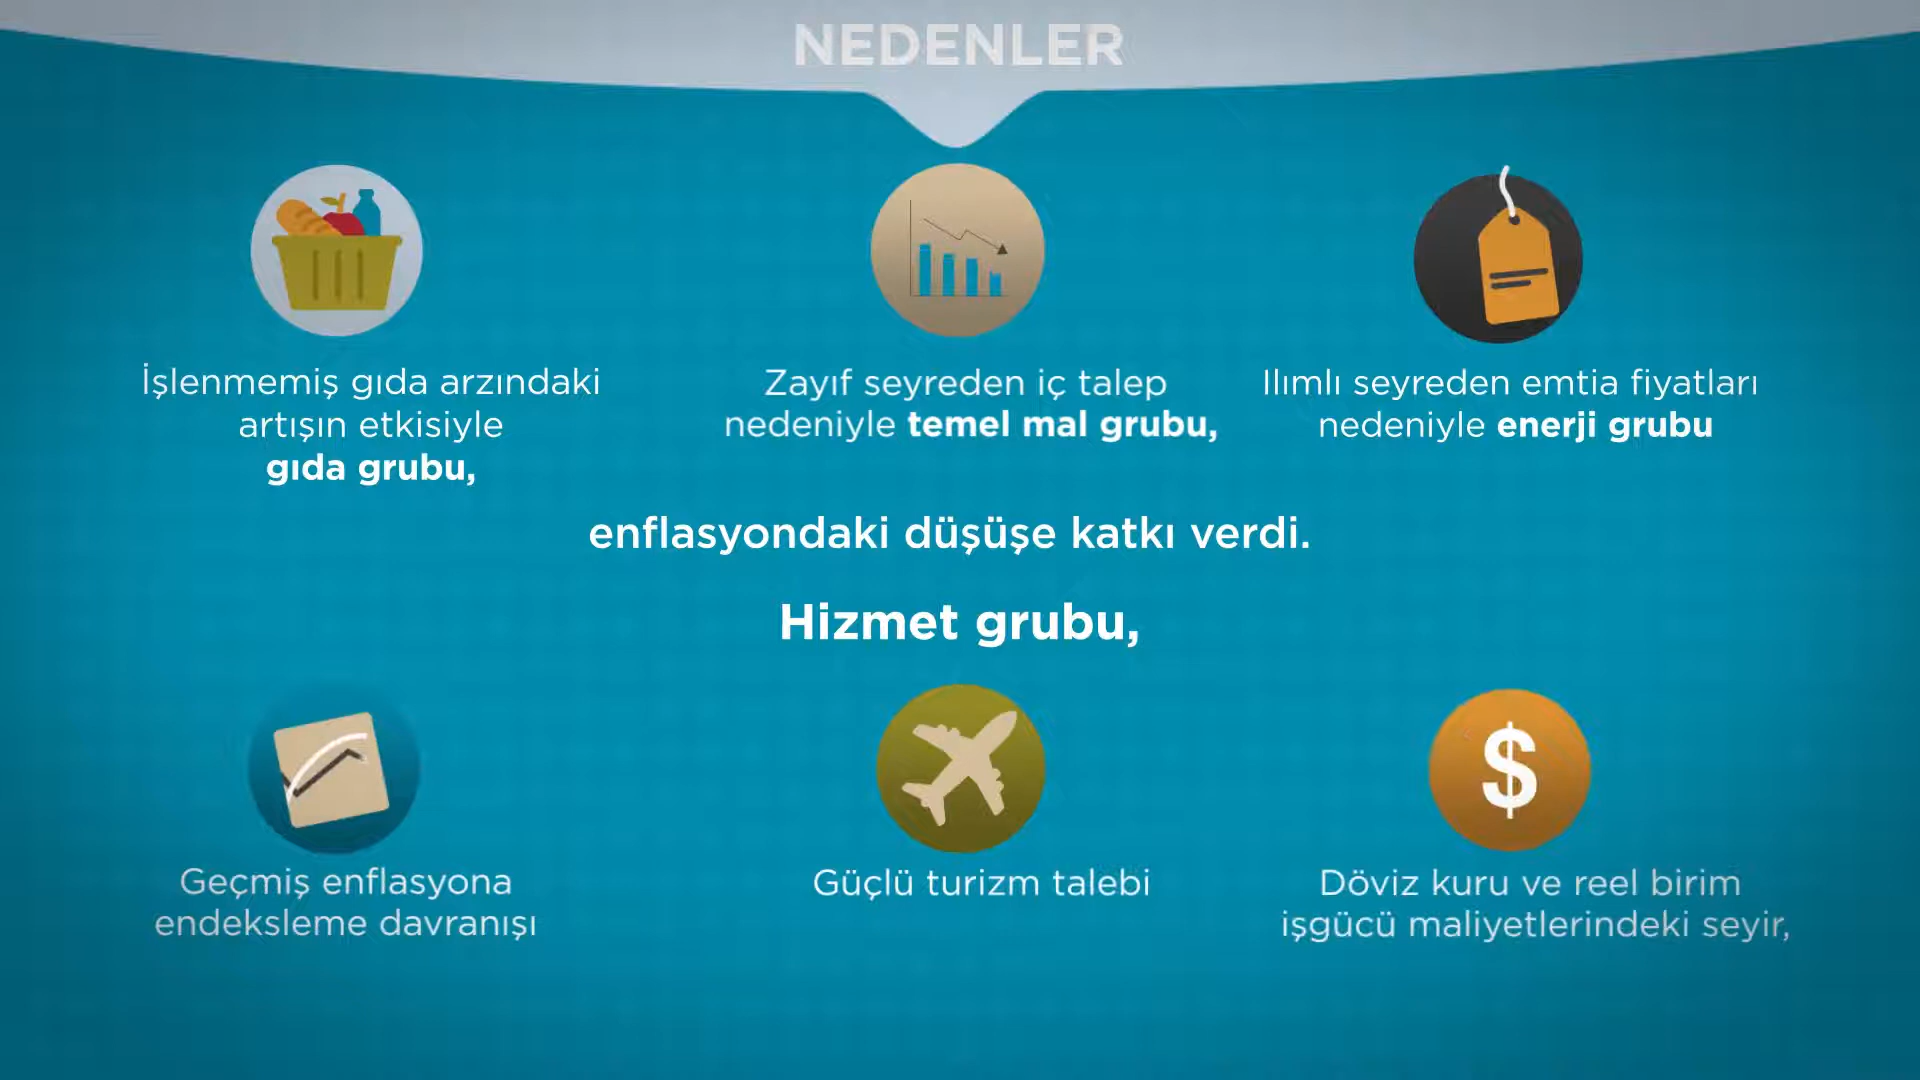 NEDENLER
İşlenmemiş gıda arzındaki
artışın etkisiyle
gıda grubu,
Zayıf seyreden iç talep
nedeniyle temel mal grubu,
Ilımlı seyreden emtia fiyatları
nedeniyle enerji grubu
enflasyondaki düşüşe katkı verdi.
Hizmet grubu,
Geçmiş enflasyona
endeksleme davranışı
Güçlü turizm talebi
$
Döviz kuru ve reel birim
işgücü maliyetlerindeki seyir,